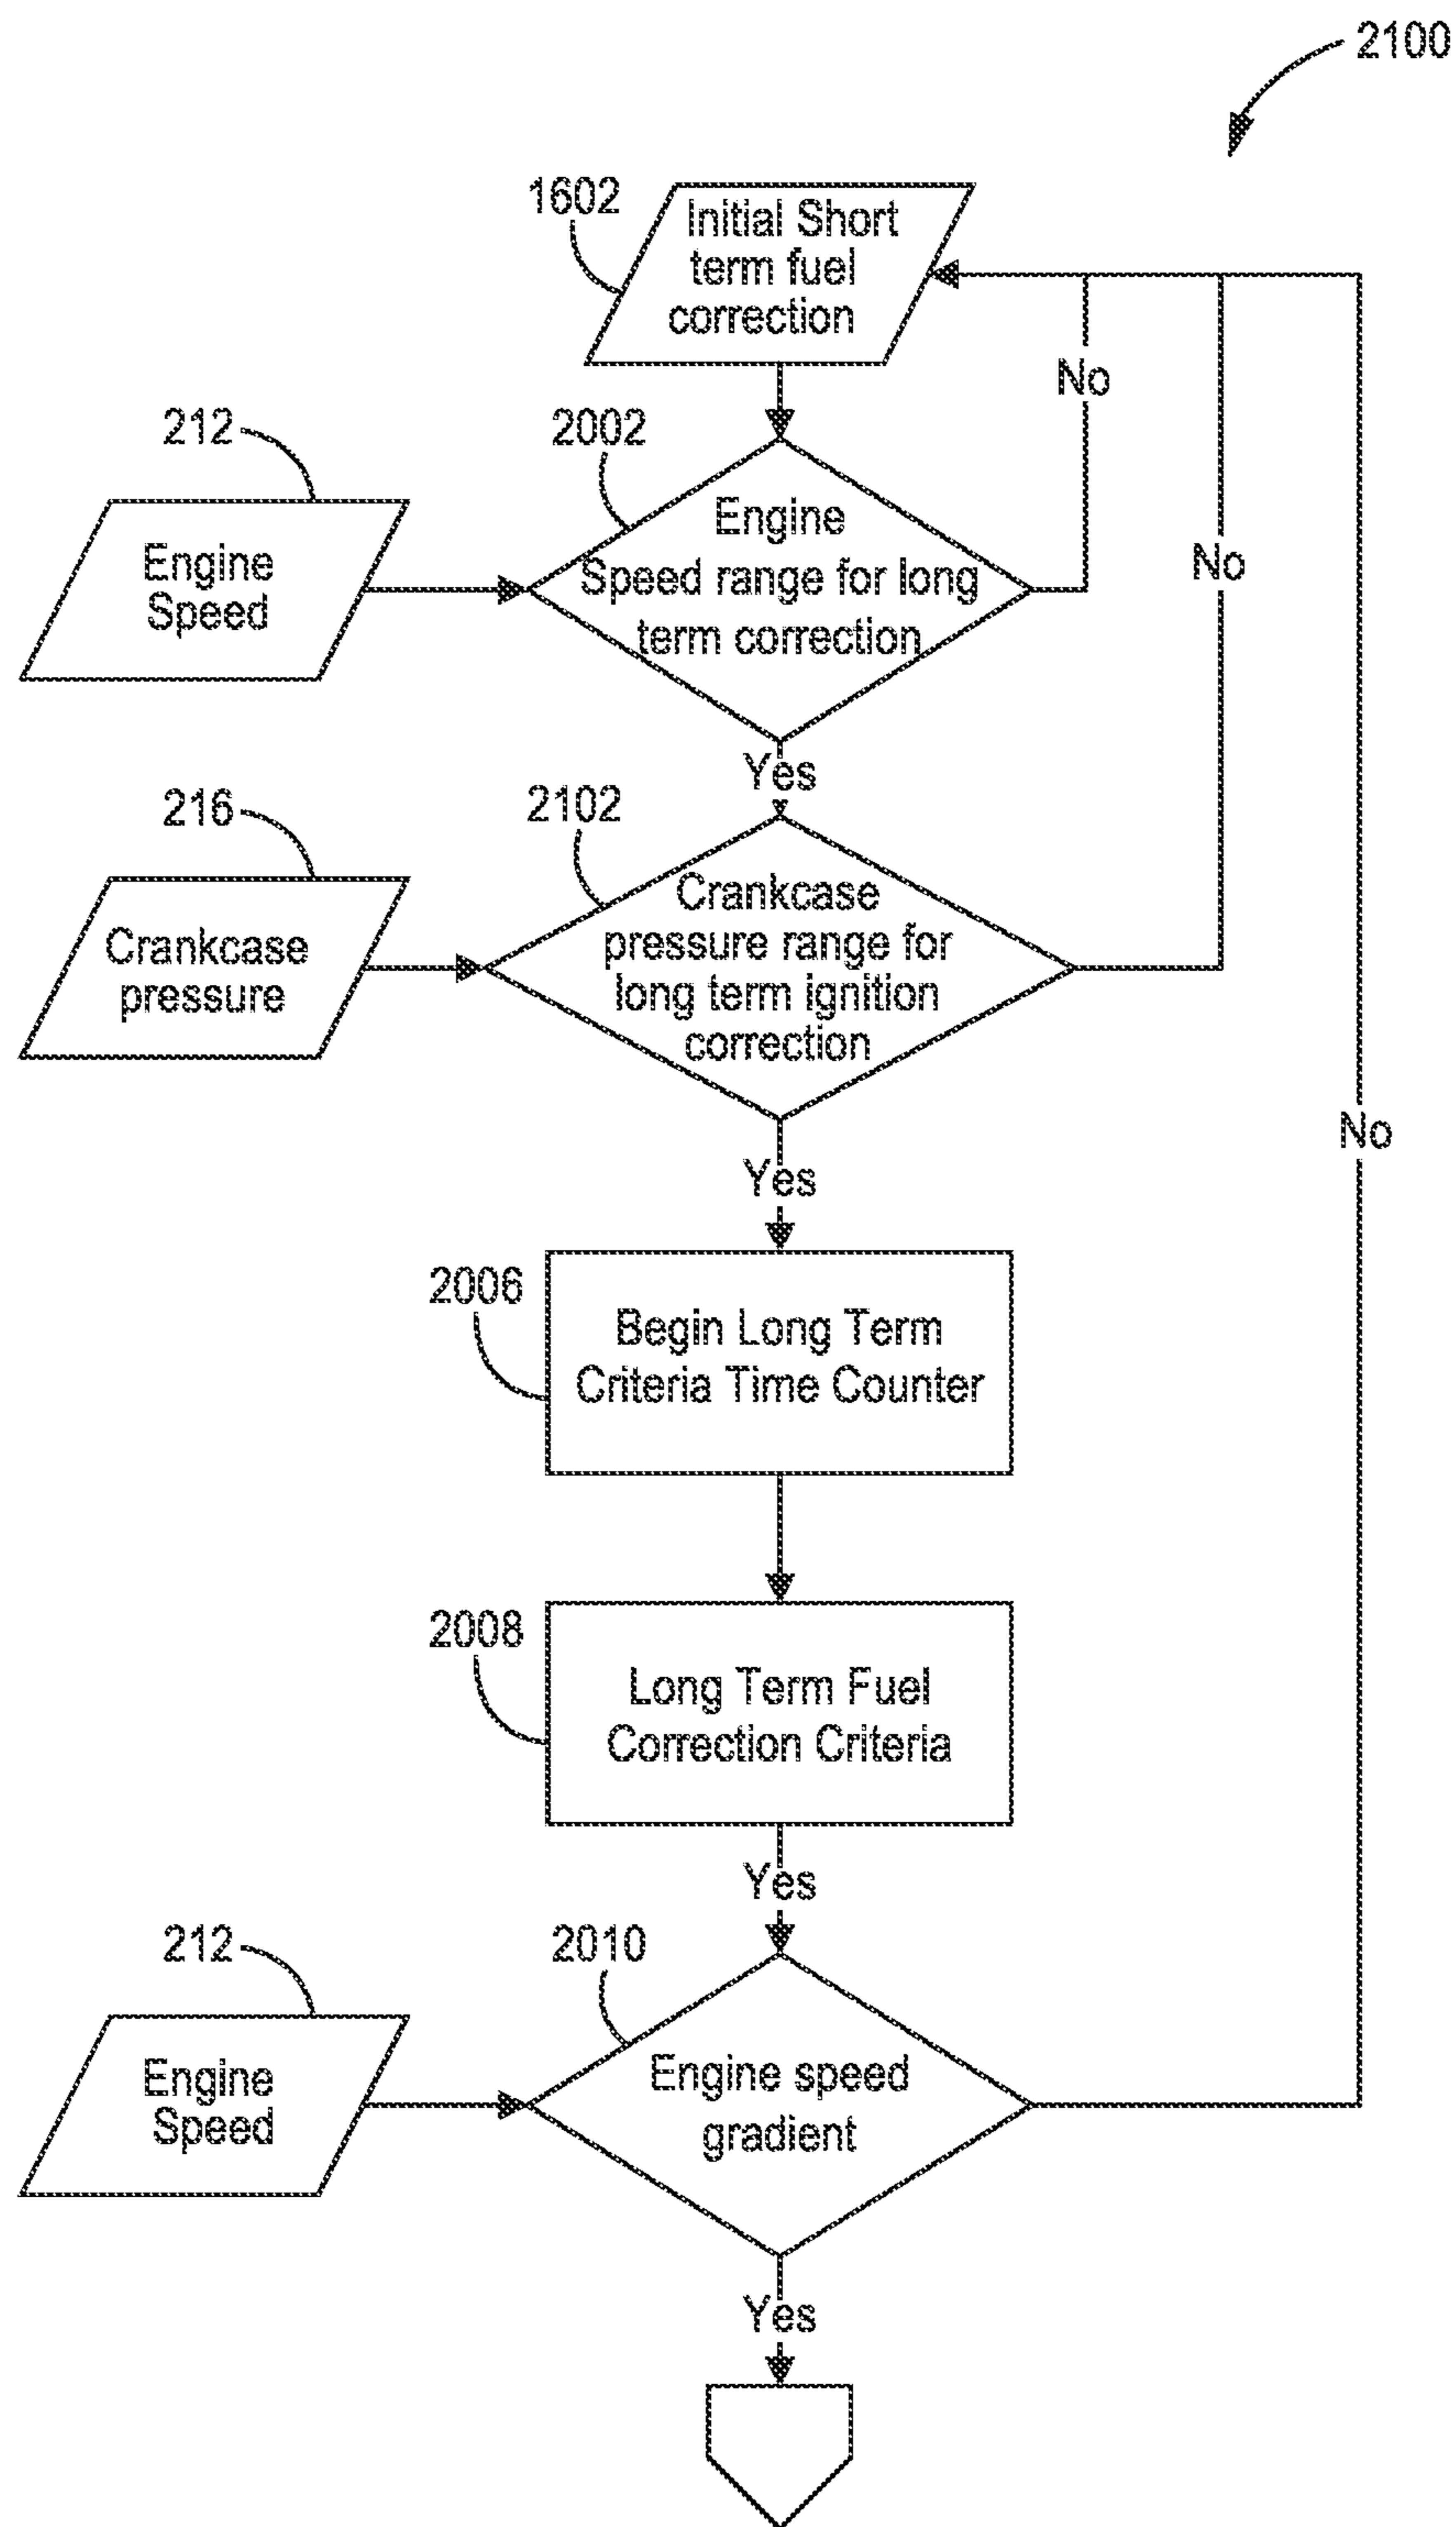 2100
1602
Initial Short
term fuel
correction
No
212
2002
Engine
Speed
Engine
Speed range for long
term correction
No
Yes
216
2102
Crankcase
pressure
Crankcase
pressure range for
long term ignition
correction
No
Yes
2006
Begin Long Term
Criteria Time Counter
2008
Long Term Fuel
Correction Criteria
Yes
212
2010
Engine
Speed
Engine speed
gradient
Yes